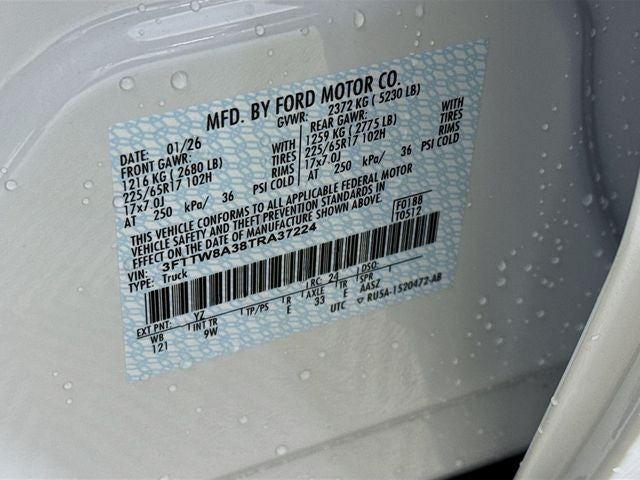 MFD. BY FORD MOTOR CO.
DATE: 01/26 GVWR: 2372 KG ( 5230 LB)
FRONT GAWR: REAR GAWR:
1216 KG ( 2680 LB) WITH 1259 KG ( 2775 LB) WITH
225/65R17 102H TIRES 225/65R17 102H TIRES
17x7.0J RIMS 17x7.0J RIMS
AT 250 kPa/ 36 PSI COLD AT 250 kPa/ 36 PSI COLD
THIS VEHICLE CONFORMS TO ALL APPLICABLE FEDERAL MOTOR
VEHICLE SAFETY AND THEFT PREVENTION STANDARDS IN
EFFECT ON THE DATE OF MANUFACTURE SHOWN ABOVE.
VIN: 3FTTW8A38TRA37224 F0188
TYPE: Truck T0512
EXT PNT: YZ RC: 24 DSO:
WB INT TR TP/PS R AXLE TR SPR
121 9W E 33 E AASZ
UTC RU5A-1520472-AB